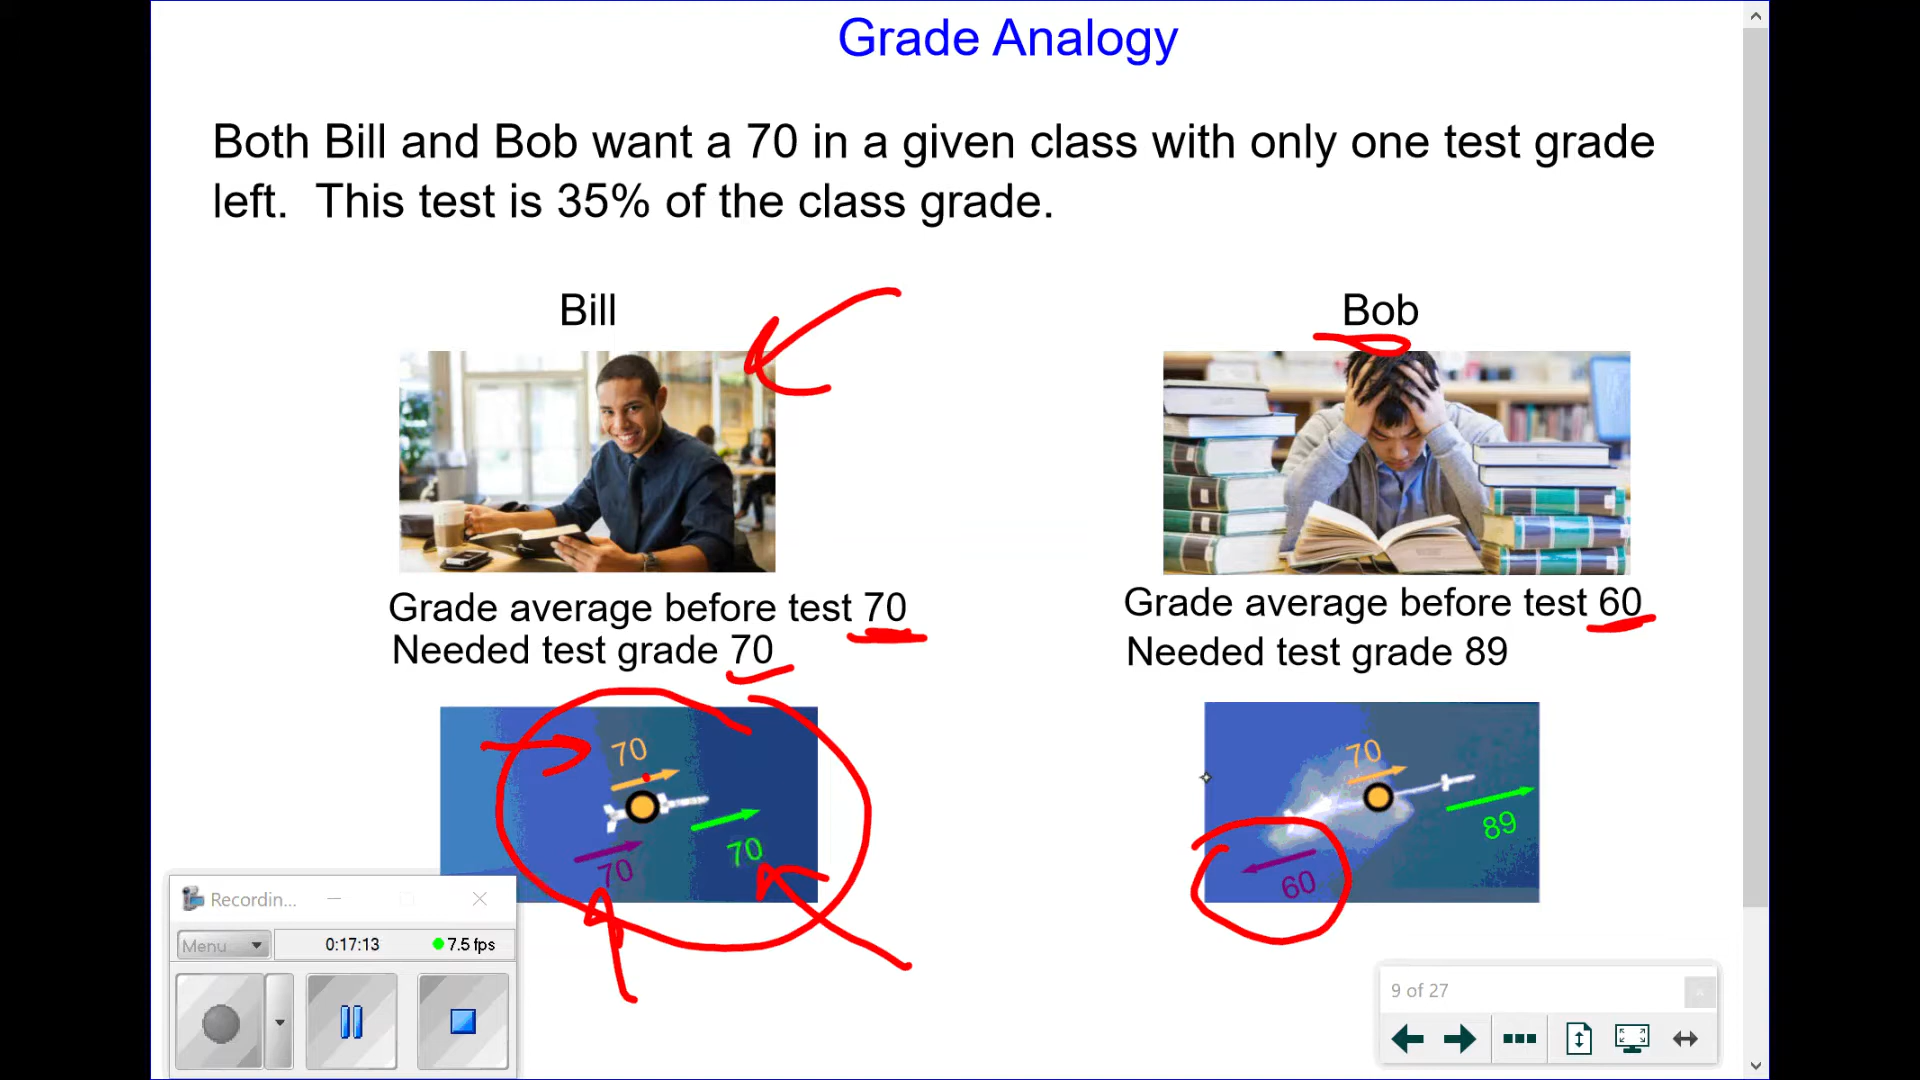 Grade Analogy
Both Bill and Bob want a 70 in a given class with only one test grade
left. This test is 35% of the class grade.
Bill
Bob
Grade average before test 70
Needed test grade 70
Grade average before test 60
Needed test grade 89
70
70
70
70
89
60
Recordin...
Menu
0:17:13
7.5 fps
9 of 27